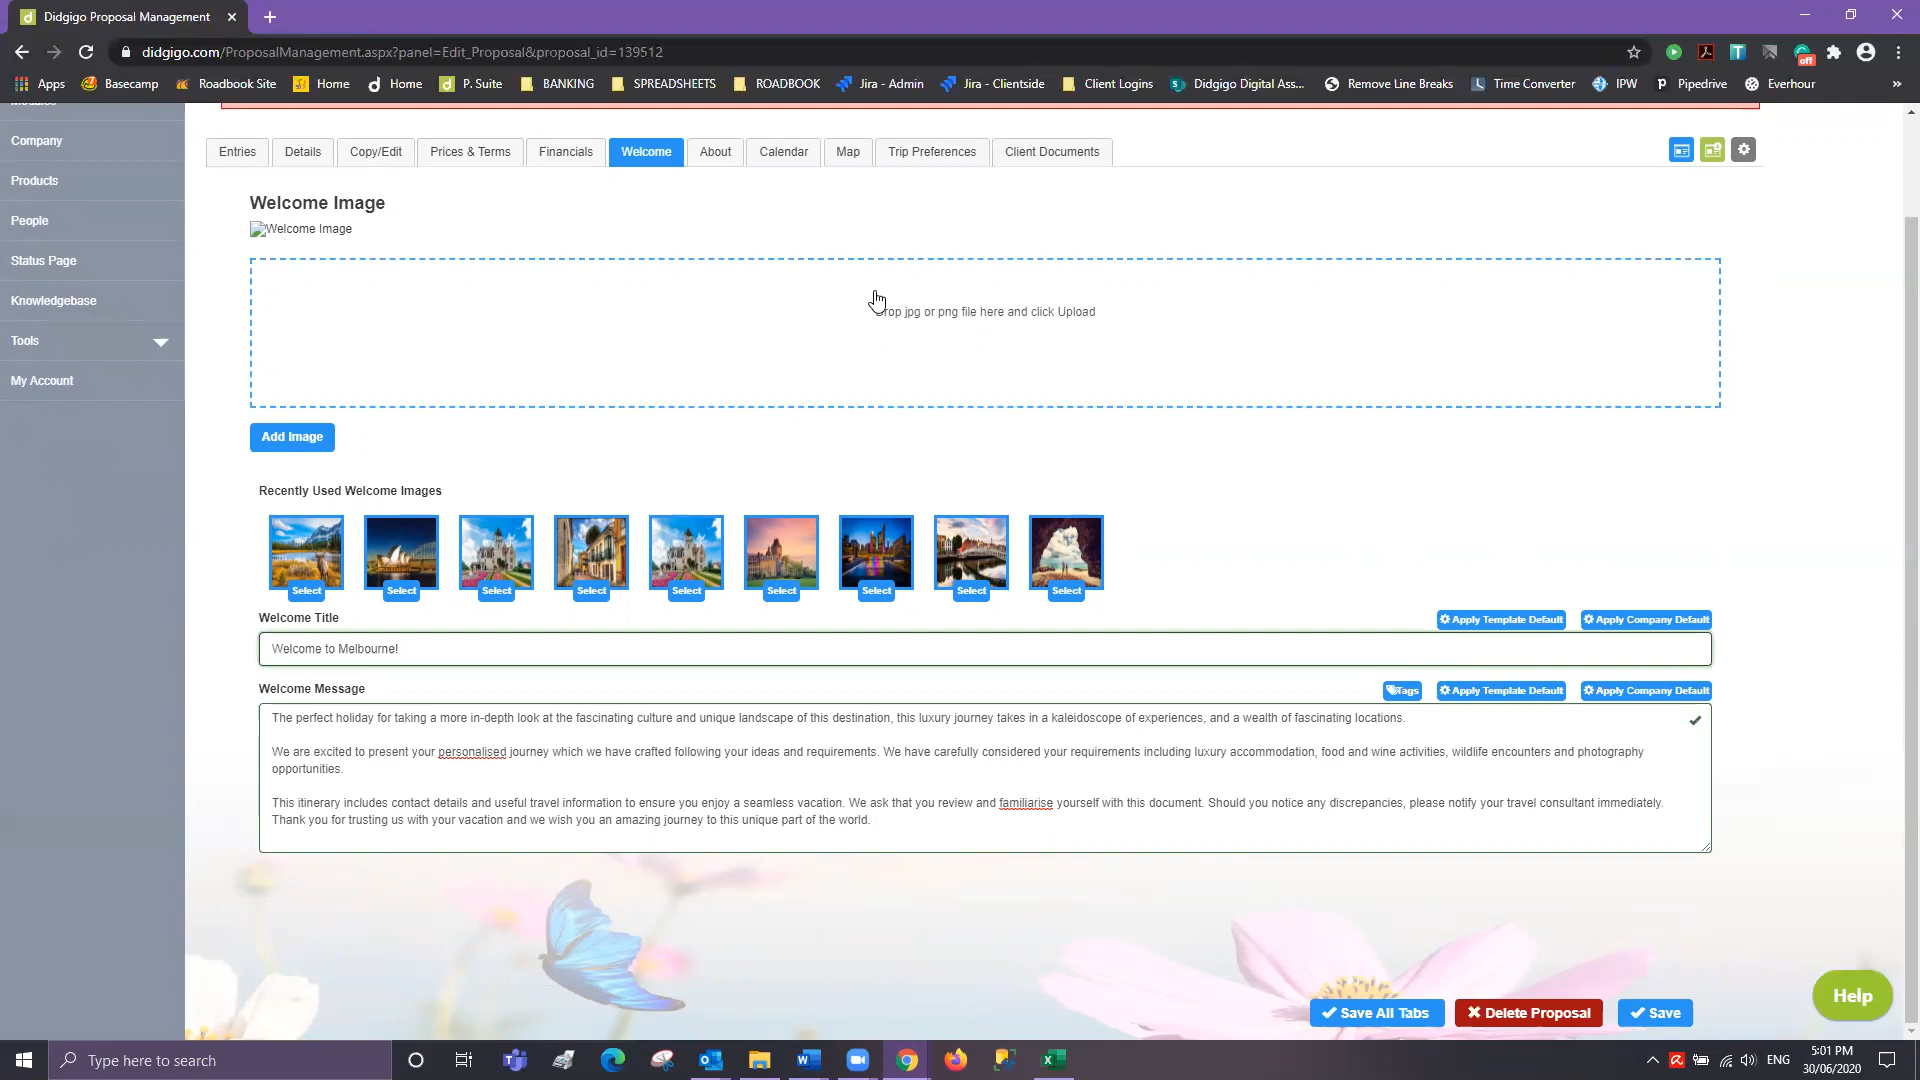 Didgigo Proposal Management
didgigo.com/ProposalManagement.aspx?panel=Edit_Proposal&proposal_id=139512
off
Apps Basecamp Roadbook Site Home Home P. Suite BANKING SPREADSHEETS ROADBOOK Jira - Admin Jira - Clientside Client Logins Didgigo Digital Ass... Remove Line Breaks Time Converter IPW Pipedrive Everhour »
Company
Products
People
Status Page
Knowledgebase
Tools
My Account
Entries Details Copy/Edit Prices & Terms Financials Welcome About Calendar Map Trip Preferences Client Documents
Welcome Image
Welcome Image
Drop jpg or png file here and click Upload
Add Image
Recently Used Welcome Images
Select Select Select Select Select Select Select Select Select
Welcome Title Apply Template Default Apply Company Default
Welcome to Melbourne!
Welcome Message Tags Apply Template Default Apply Company Default
The perfect holiday for taking a more in-depth look at the fascinating culture and unique landscape of this destination, this luxury journey takes in a kaleidoscope of experiences, and a wealth of fascinating locations.
We are excited to present your personalised journey which we have crafted following your ideas and requirements. We have carefully considered your requirements including luxury accommodation, food and wine activities, wildlife encounters and photography
opportunities.
This itinerary includes contact details and useful travel information to ensure you enjoy a seamless vacation. We ask that you review and familiarise yourself with this document. Should you notice any discrepancies, please notify your travel consultant immediately.
Thank you for trusting us with your vacation and we wish you an amazing journey to this unique part of the world.
Save All Tabs Delete Proposal Save
Help
Type here to search
ENG
5:01 PM
30/06/2020